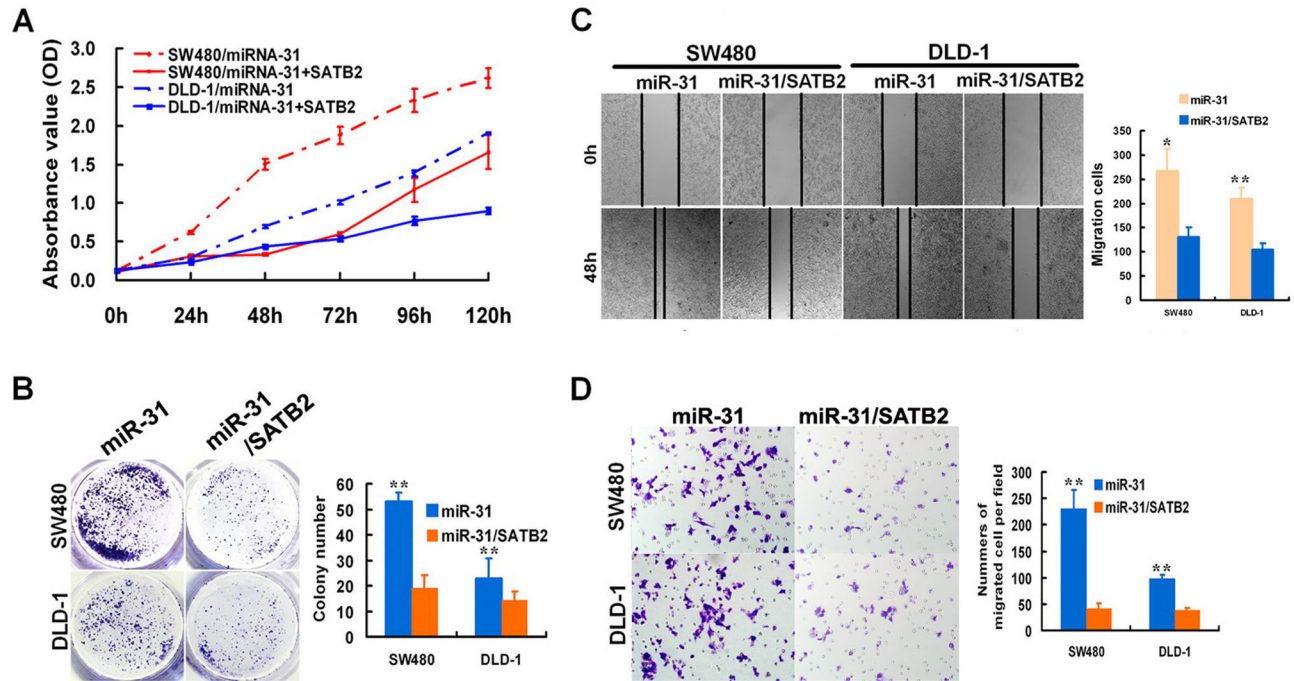 A
Absorbance value (OD)
3.0
2.5
2.0
1.5
1.0
0.5
0.0
SW480/miRNA-31
SW480/miRNA-31+SATB2
DLD-1/miRNA-31
DLD-1/miRNA-31+SATB2
0h 24h 48h 72h 96h 120h
C
SW480 DLD-1
miR-31 miR-31/SATB2 miR-31 miR-31/SATB2
0h
48h
miR-31
miR-31/SATB2
Migration cells
350
300
250
200
150
100
50
0
*
**
SW480 DLD-1
B
miR-31
miR-31
/SATB2
SW480
DLD-1
Colony number
60
50
40
30
20
10
0
**
**
miR-31
miR-31/SATB2
SW480 DLD-1
D
miR-31 miR-31/SATB2
SW480
DLD-1
Nummers of
migrated cell per field
300
250
200
150
100
50
0
**
**
miR-31
miR-31/SATB2
SW480 DLD-1